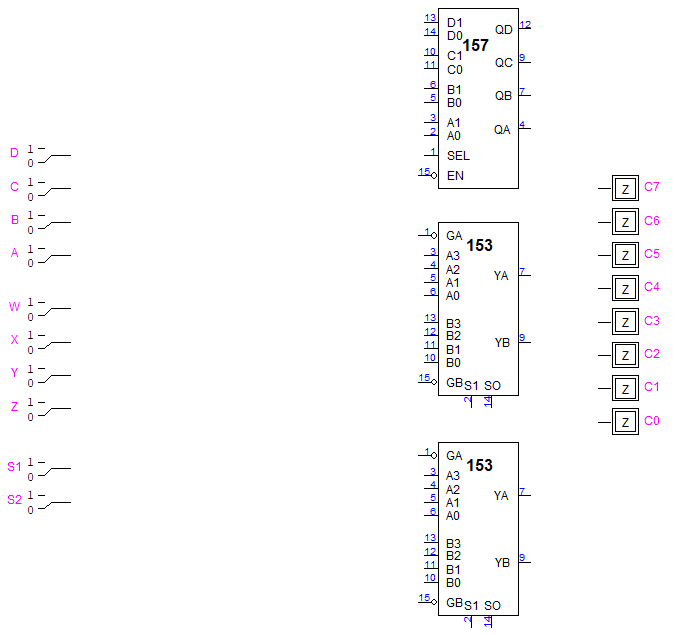 D 1 0
C 1 0
B 1 0
A 1 0
W 1 0
X 1 0
Y 1 0
Z 1 0
S1 1 0
S2 1 0
157
13 D1 QD 12
14 D0
10 C1 QC 9
11 C0
6 B1 QB 7
5 B0
3 A1 QA 4
2 A0
1 SEL
15 EN
153
1 GA
3 A3
4 A2 YA 7
5 A1
6 A0
13 B3
12 B2 YB 9
11 B1
10 B0
15 GB S1 SO
2 14
153
1 GA
3 A3
4 A2 YA 7
5 A1
6 A0
13 B3
12 B2 YB 9
11 B1
10 B0
15 GB S1 SO
2 14
Z C7
Z C6
Z C5
Z C4
Z C3
Z C2
Z C1
Z C0